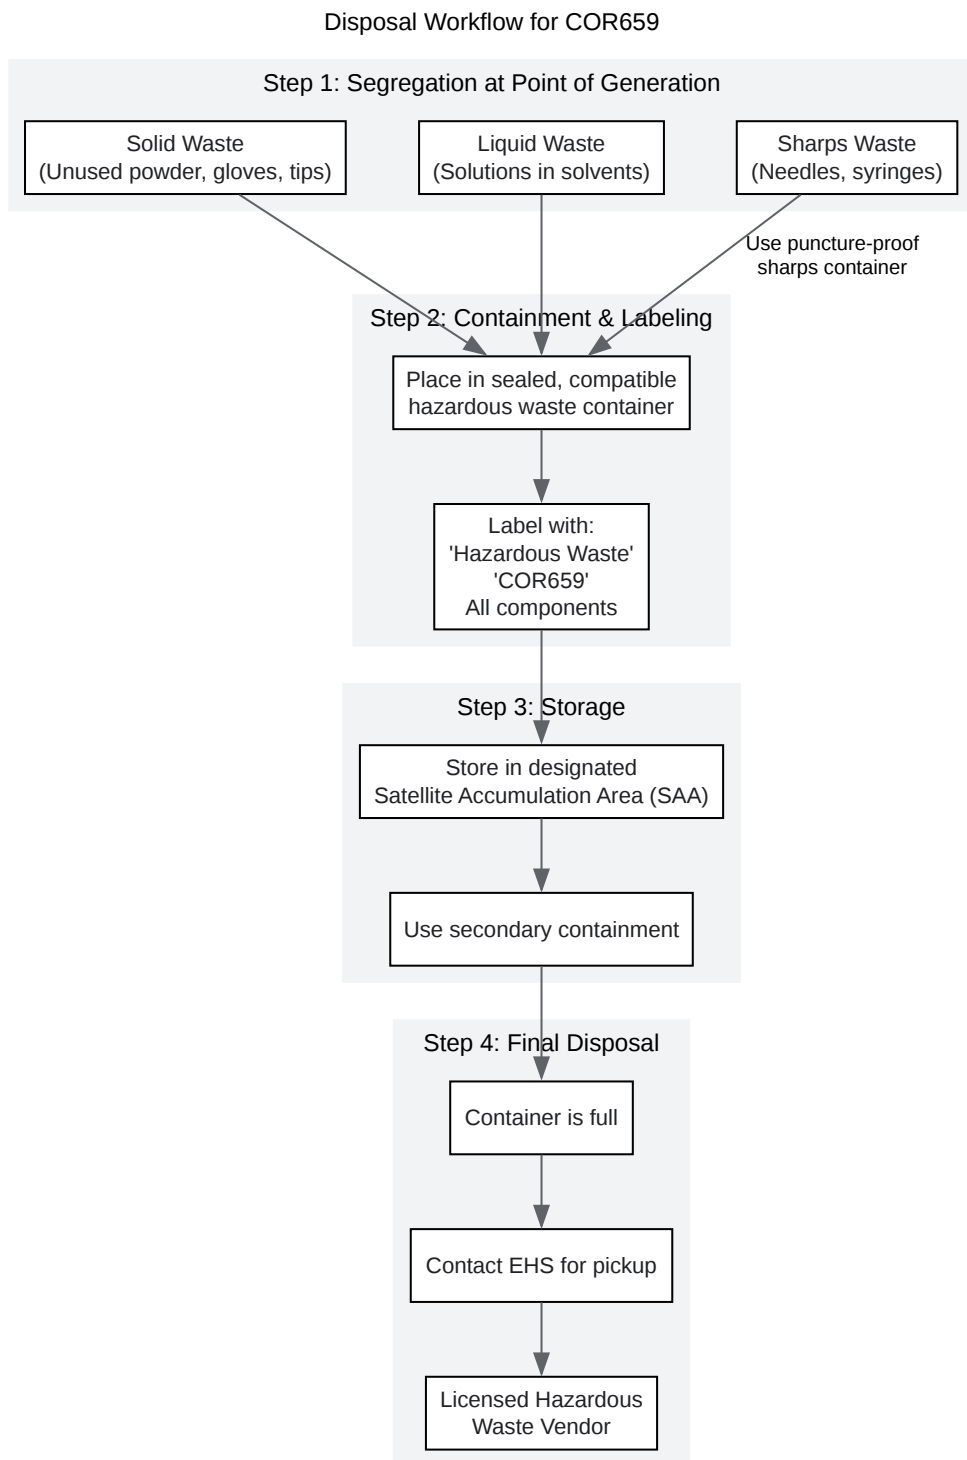 Disposal Workflow for COR659
Step 1: Segregation at Point of Generation
Solid Waste
(Unused powder, gloves, tips)
Liquid Waste
(Solutions in solvents)
Sharps Waste
(Needles, syringes)
Use puncture-proof
sharps container
Step 2: Containment & Labeling
Place in sealed, compatible
hazardous waste container
Label with:
'Hazardous Waste'
'COR659'
All components
Step 3: Storage
Store in designated
Satellite Accumulation Area (SAA)
Use secondary containment
Step 4: Final Disposal
Container is full
Contact EHS for pickup
Licensed Hazardous
Waste Vendor